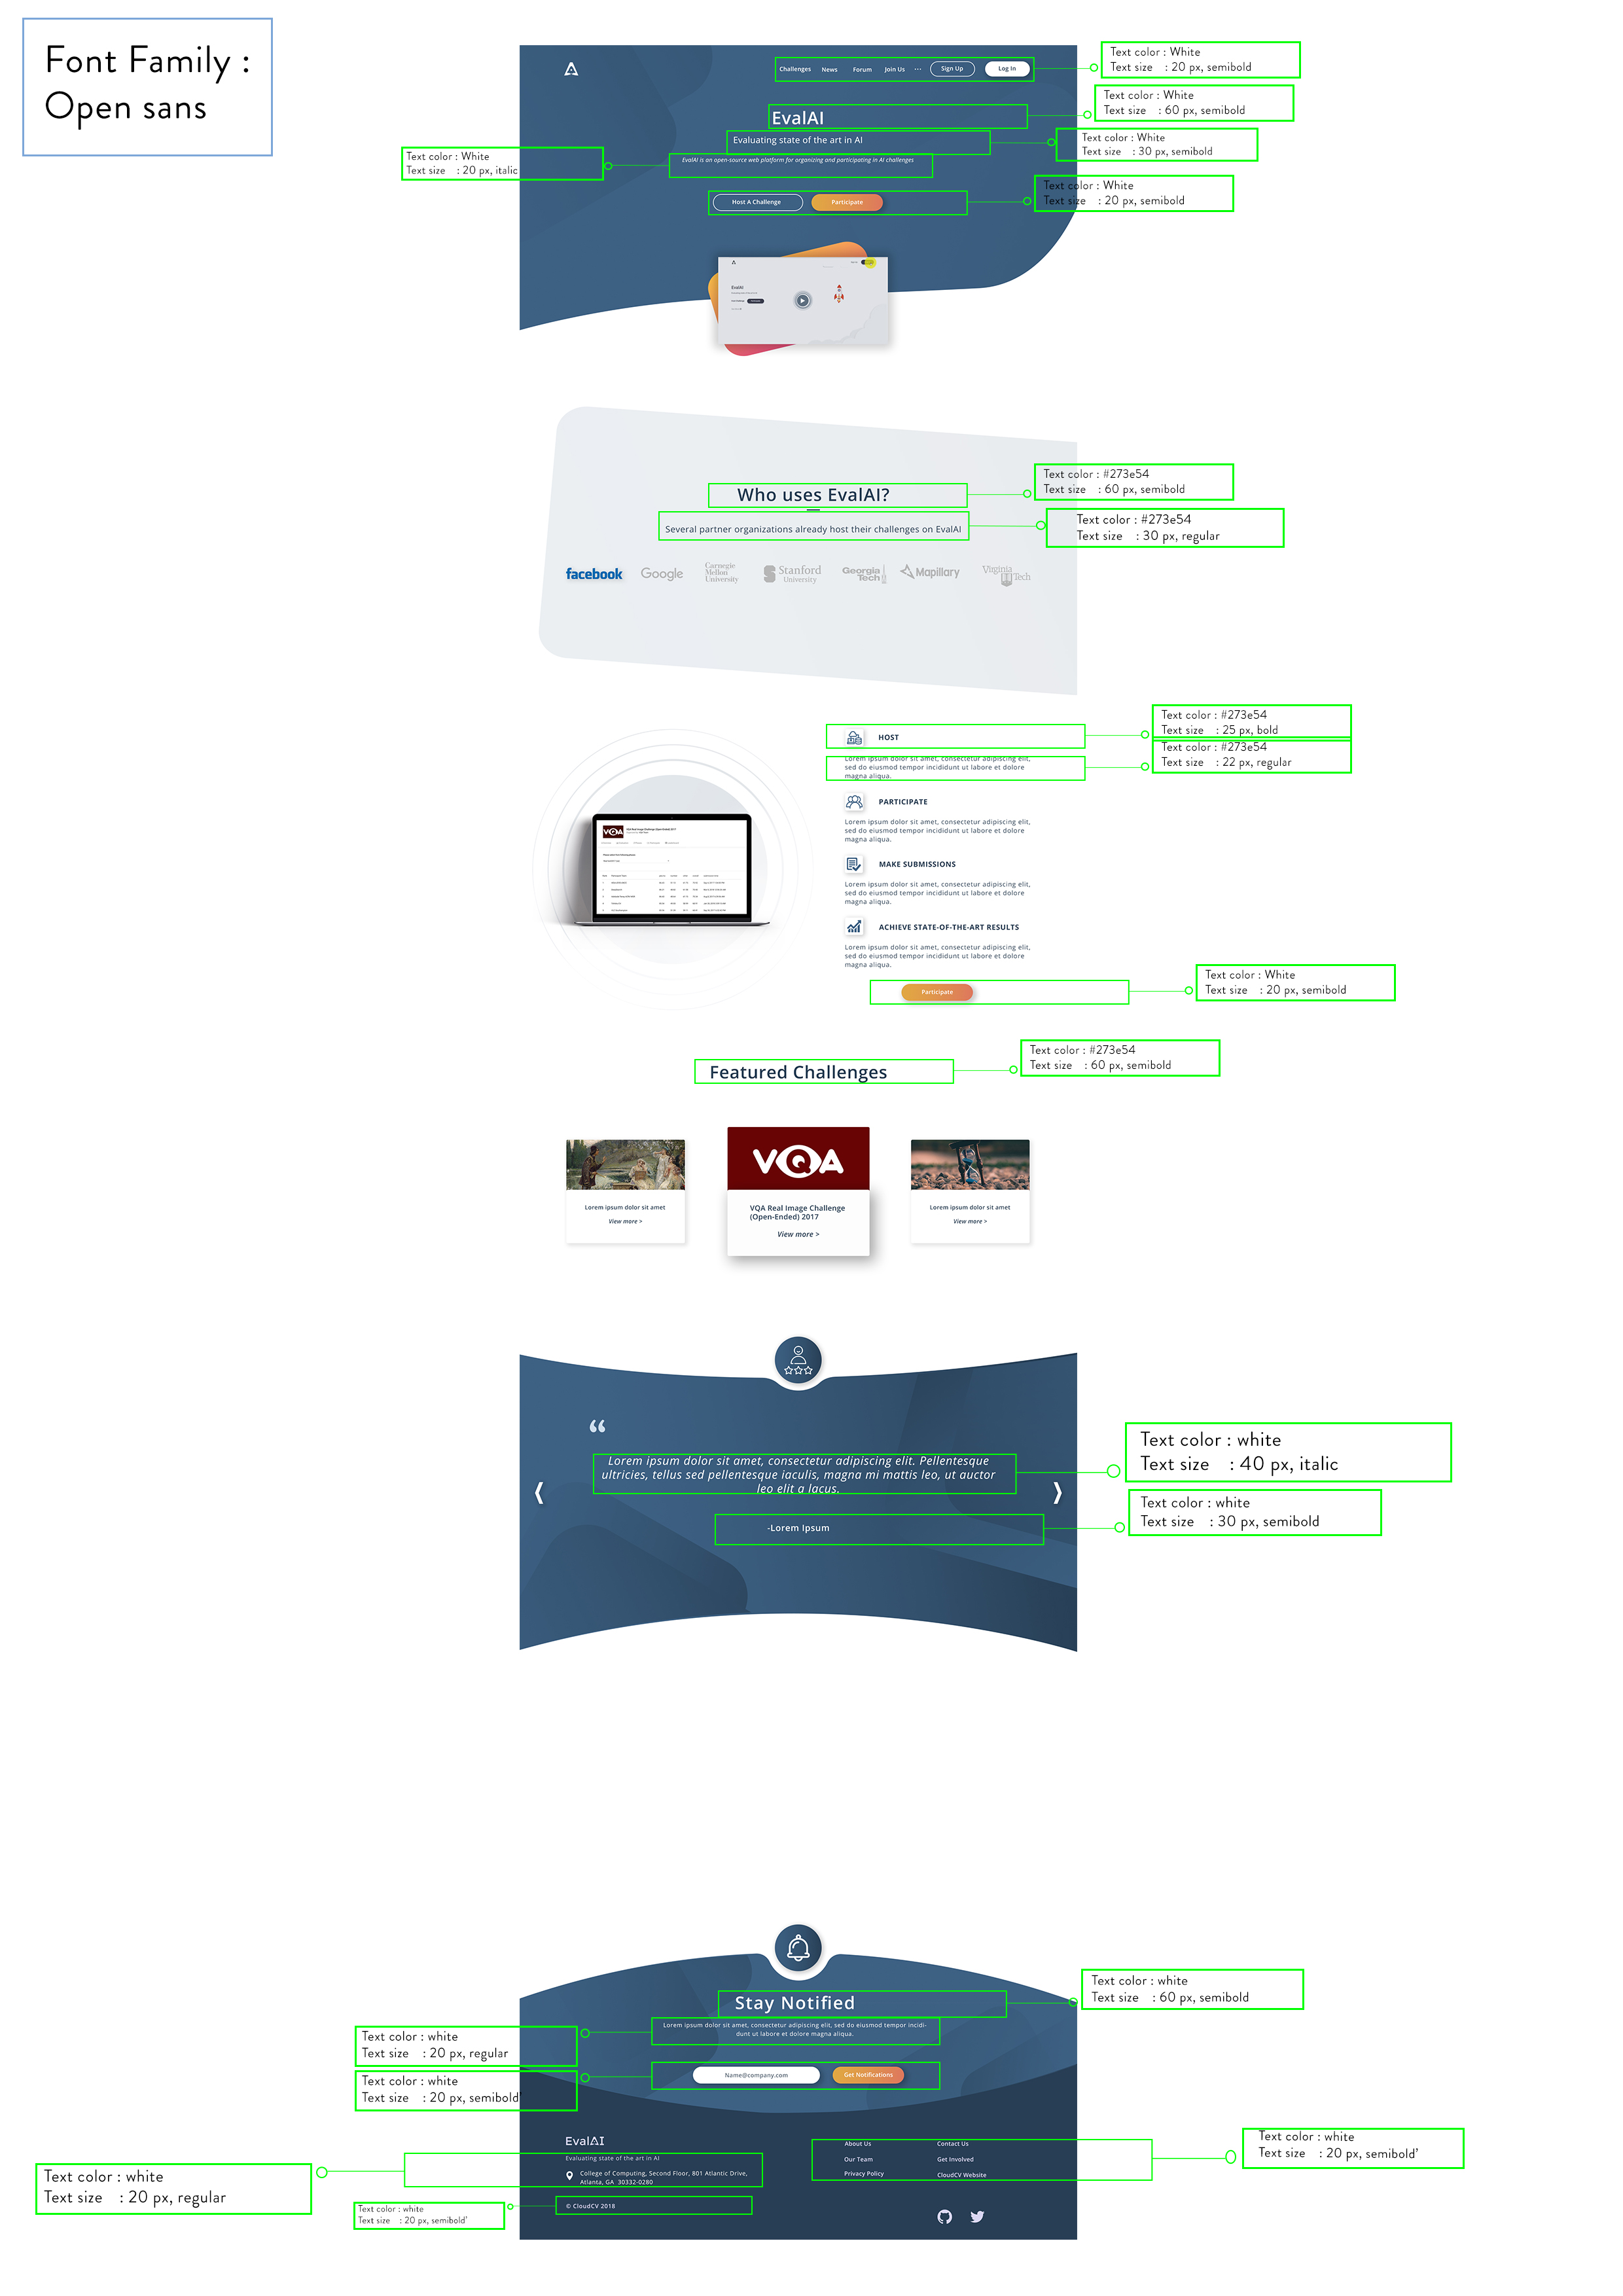 Font Family :
Open sans
Challenges News Forum Join Us ... Sign Up Log In
Text color : White
Text size : 20 px, semibold
EvalAI
Text color : White
Text size : 60 px, semibold
Evaluating state of the art in AI
Text color : White
Text size : 30 px, semibold
EvalAI is an open-source web platform for organizing and participating in AI challenges
Text color : White
Text size : 20 px, italic
Host A Challenge Participate
Text color : White
Text size : 20 px, semibold
EvalAI
Who uses EvalAI?
Text color : #273e54
Text size : 60 px, semibold
Several partner organizations already host their challenges on EvalAI
Text color : #273e54
Text size : 30 px, regular
facebook
Google
Carnegie
Mellon
University
Stanford
University
Georgia
Tech
Mapillary
Virginia
Tech
HOST
Text color : #273e54
Text size : 25 px, bold
Lorem ipsum dolor sit amet, consectetur adipiscing elit,
sed do eiusmod tempor incididunt ut labore et dolore
magna aliqua.
Text color : #273e54
Text size : 22 px, regular
VQA
VQA Real Image Challenge (Open-Ended) 2017
PARTICIPATE
Lorem ipsum dolor sit amet, consectetur adipiscing elit,
sed do eiusmod tempor incididunt ut labore et dolore
magna aliqua.
MAKE SUBMISSIONS
Lorem ipsum dolor sit amet, consectetur adipiscing elit,
sed do eiusmod tempor incididunt ut labore et dolore
magna aliqua.
ACHIEVE STATE-OF-THE-ART RESULTS
Lorem ipsum dolor sit amet, consectetur adipiscing elit,
sed do eiusmod tempor incididunt ut labore et dolore
magna aliqua.
Participate
Text color : White
Text size : 20 px, semibold
Featured Challenges
Text color : #273e54
Text size : 60 px, semibold
Lorem ipsum dolor sit amet
View more >
VQA
VQA Real Image Challenge
(Open-Ended) 2017
View more >
Lorem ipsum dolor sit amet
View more >
“
Lorem ipsum dolor sit amet, consectetur adipiscing elit. Pellentesque
ultricies, tellus sed pellentesque iaculis, magna mi mattis leo, ut auctor
leo elit a lacus.
Text color : white
Text size : 40 px, italic
-Lorem Ipsum
Text color : white
Text size : 30 px, semibold
Stay Notified
Text color : white
Text size : 60 px, semibold
Lorem ipsum dolor sit amet, consectetur adipiscing elit, sed do eiusmod tempor incidi-
dunt ut labore et dolore magna aliqua.
Text color : white
Text size : 20 px, regular
Name@company.com Get Notifications
Text color : white
Text size : 20 px, semibold'
EvalAI
Evaluating state of the art in AI
College of Computing, Second Floor, 801 Atlantic Drive,
Atlanta, GA 30332-0280
Text color : white
Text size : 20 px, regular
© CloudCV 2018
Text color : white
Text size : 20 px, semibold'
About Us Contact Us
Our Team Get Involved
Privacy Policy CloudCV Website
Text color : white
Text size : 20 px, semibold'